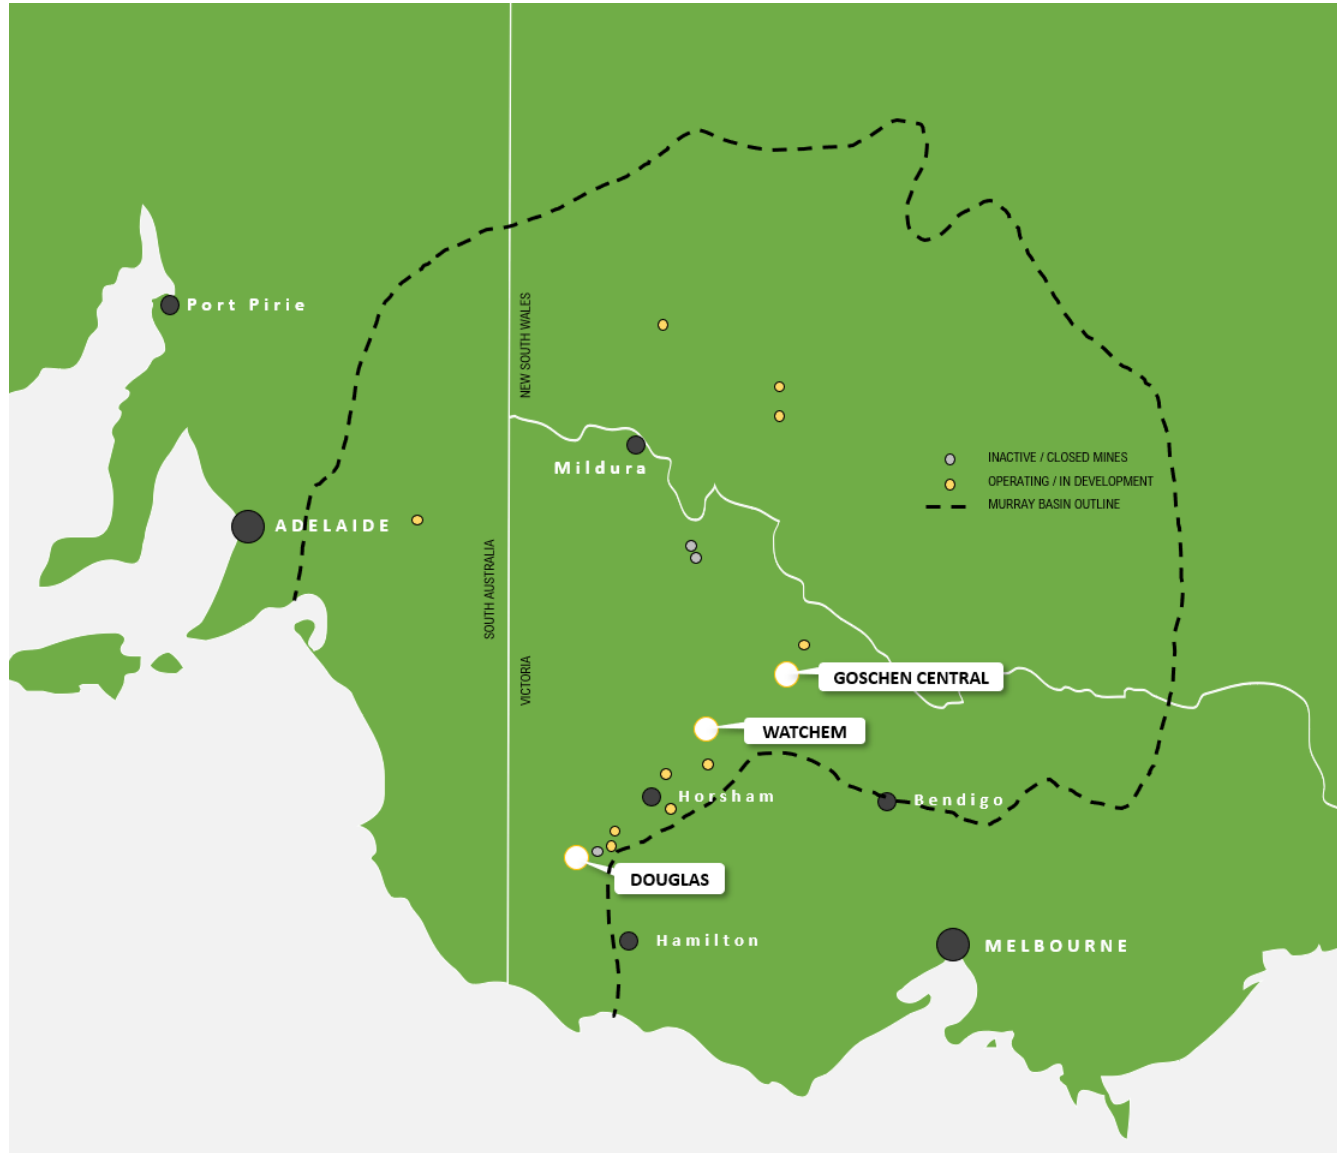 Port Pirie
NEW SOUTH WALES
Mildura
INACTIVE / CLOSED MINES
OPERATING / IN DEVELOPMENT
MURRAY BASIN OUTLINE
ADELAIDE
SOUTH AUSTRALIA
VICTORIA
GOSCHEN CENTRAL
WATCHEM
Horsham
Bendigo
DOUGLAS
Hamilton
MELBOURNE